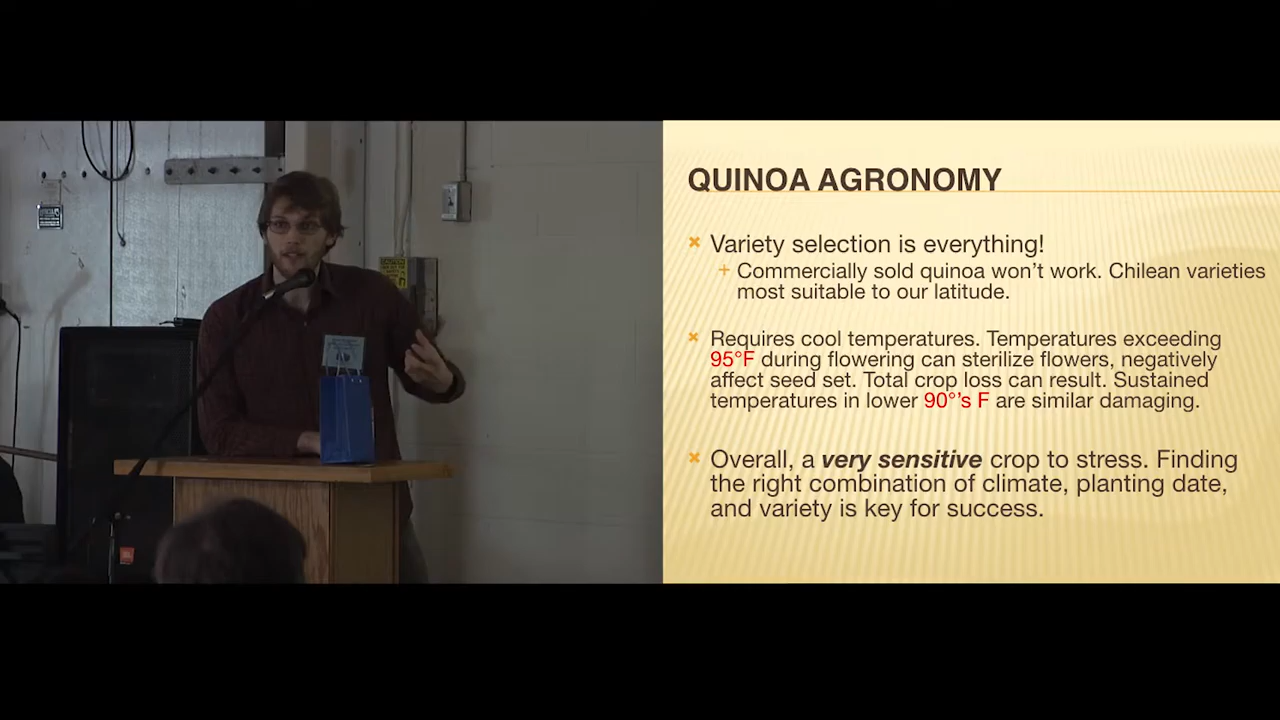 QUINOA AGRONOMY
Variety selection is everything!
Commercially sold quinoa won't work. Chilean varieties
most suitable to our latitude.
Requires cool temperatures. Temperatures exceeding
95°F during flowering can sterilize flowers, negatively
affect seed set. Total crop loss can result. Sustained
temperatures in lower 90°'s F are similar damaging.
Overall, a very sensitive crop to stress. Finding
the right combination of climate, planting date,
and variety is key for success.
CAUTION